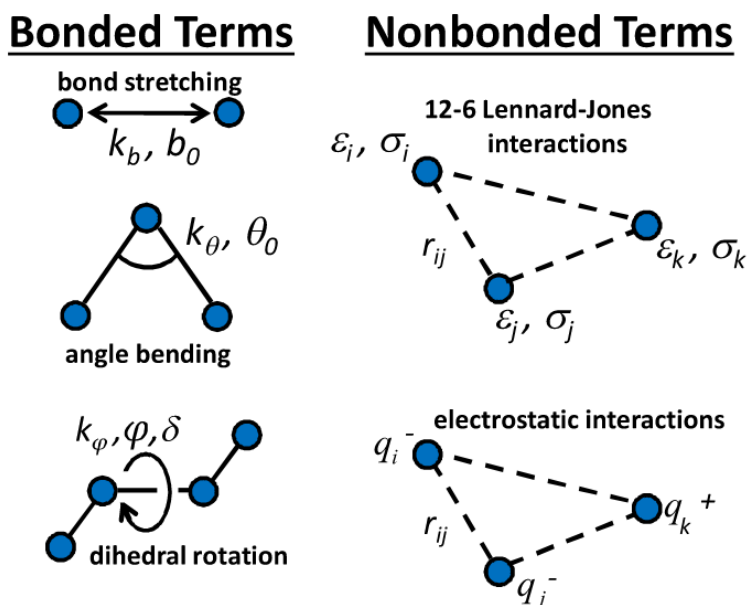 Bonded Terms
bond stretching
k_b, b_0
k_θ, θ_0
angle bending
k_φ, φ, δ
dihedral rotation
Nonbonded Terms
12-6 Lennard-Jones
interactions
ε_i, σ_i
r_ij
ε_k, σ_k
ε_j, σ_j
electrostatic interactions
q_i^-
r_ij
q_k^+
q_j^-